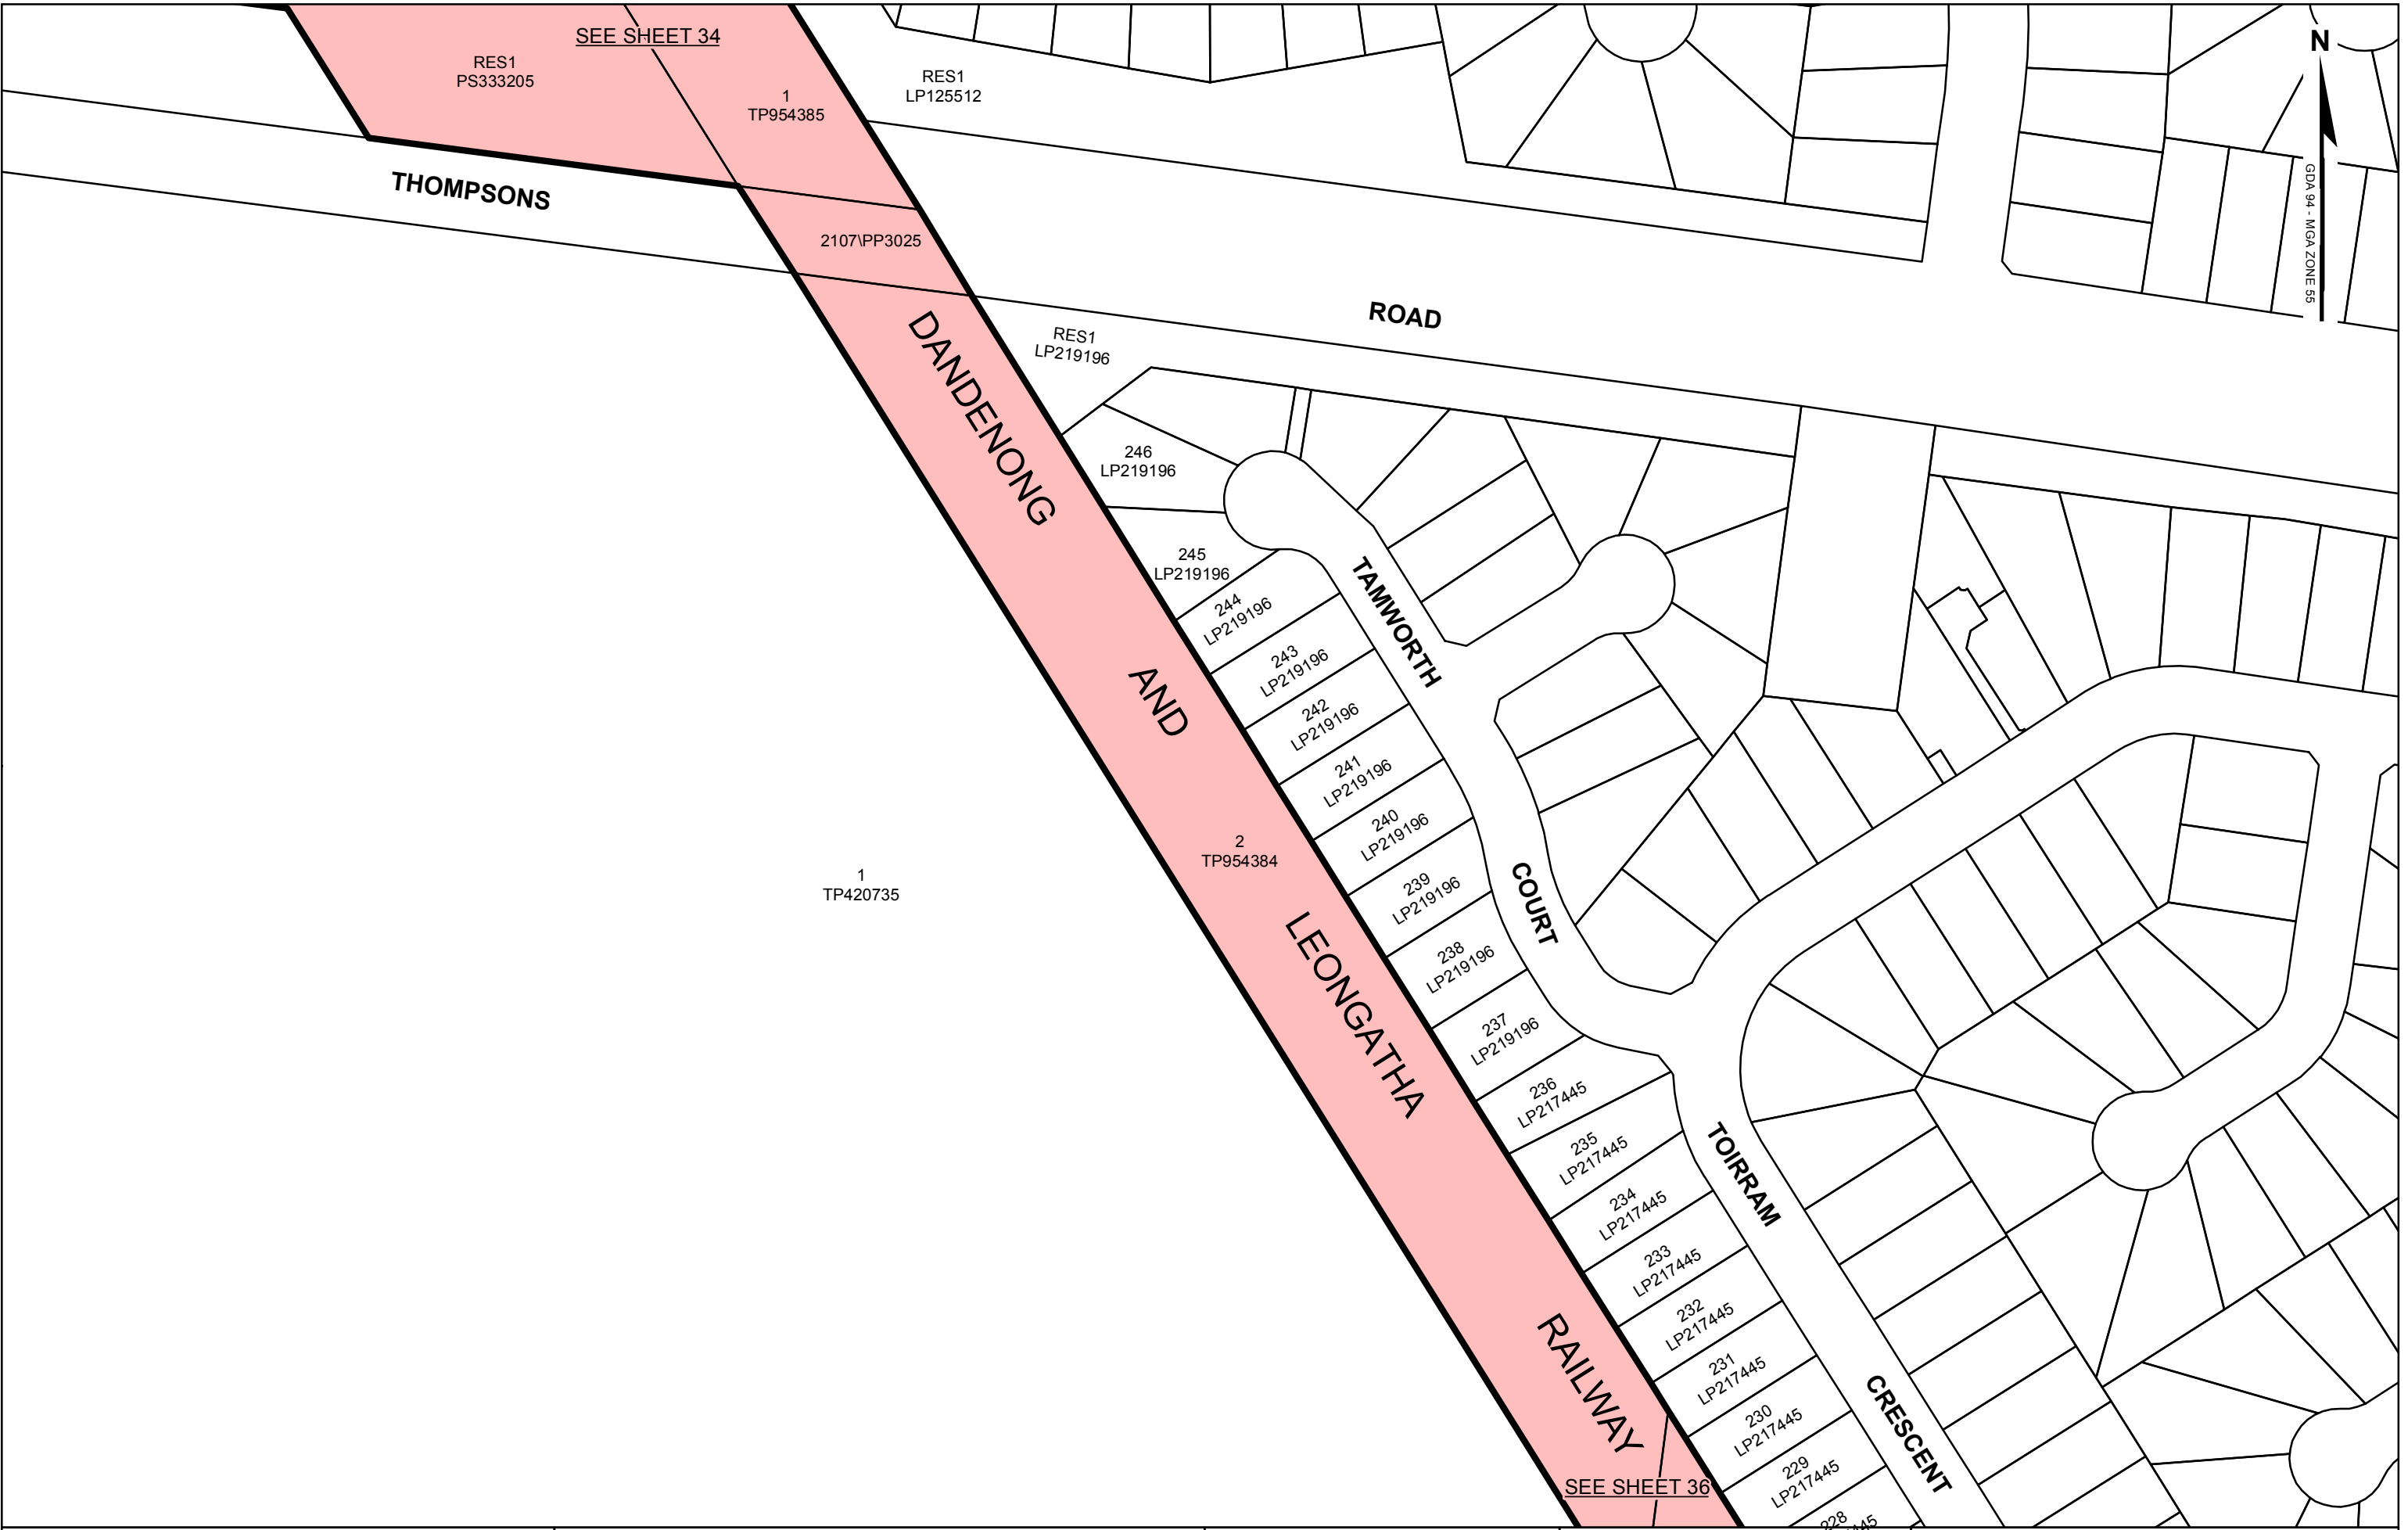 SEE SHEET 34
N
RES1
PS333205
RES1
LP125512
1
TP954385
THOMPSONS
2107\PP3025
GDA 94 - MGA ZONE 55
ROAD
RES1
LP219196
DANDENONG
246
LP219196
245
LP219196
244
LP219196
TAMWORTH
243
LP219196
AND
242
LP219196
241
LP219196
240
LP219196
2
TP954384
1
TP420735
239
LP219196
COURT
238
LP219196
LEONGATHA
237
LP219196
236
LP217445
235
LP217445
TOIRRAM
234
LP217445
233
LP217445
232
LP217445
RAILWAY
231
LP217445
230
LP217445
CRESCENT
229
LP217445
SEE SHEET 36
228